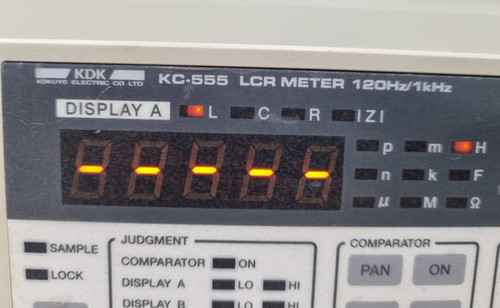 KDK
KOKUYO ELECTRIC CO LTD
KC-555 LCR METER 120Hz/1kHz
DISPLAY A L C R IZI
- - - - -
p m H
n k F
μ M Ω
SAMPLE
LOCK
JUDGMENT
COMPARATOR ON
DISPLAY A LO HI
DISPLAY B LO HI
COMPARATOR
PAN ON